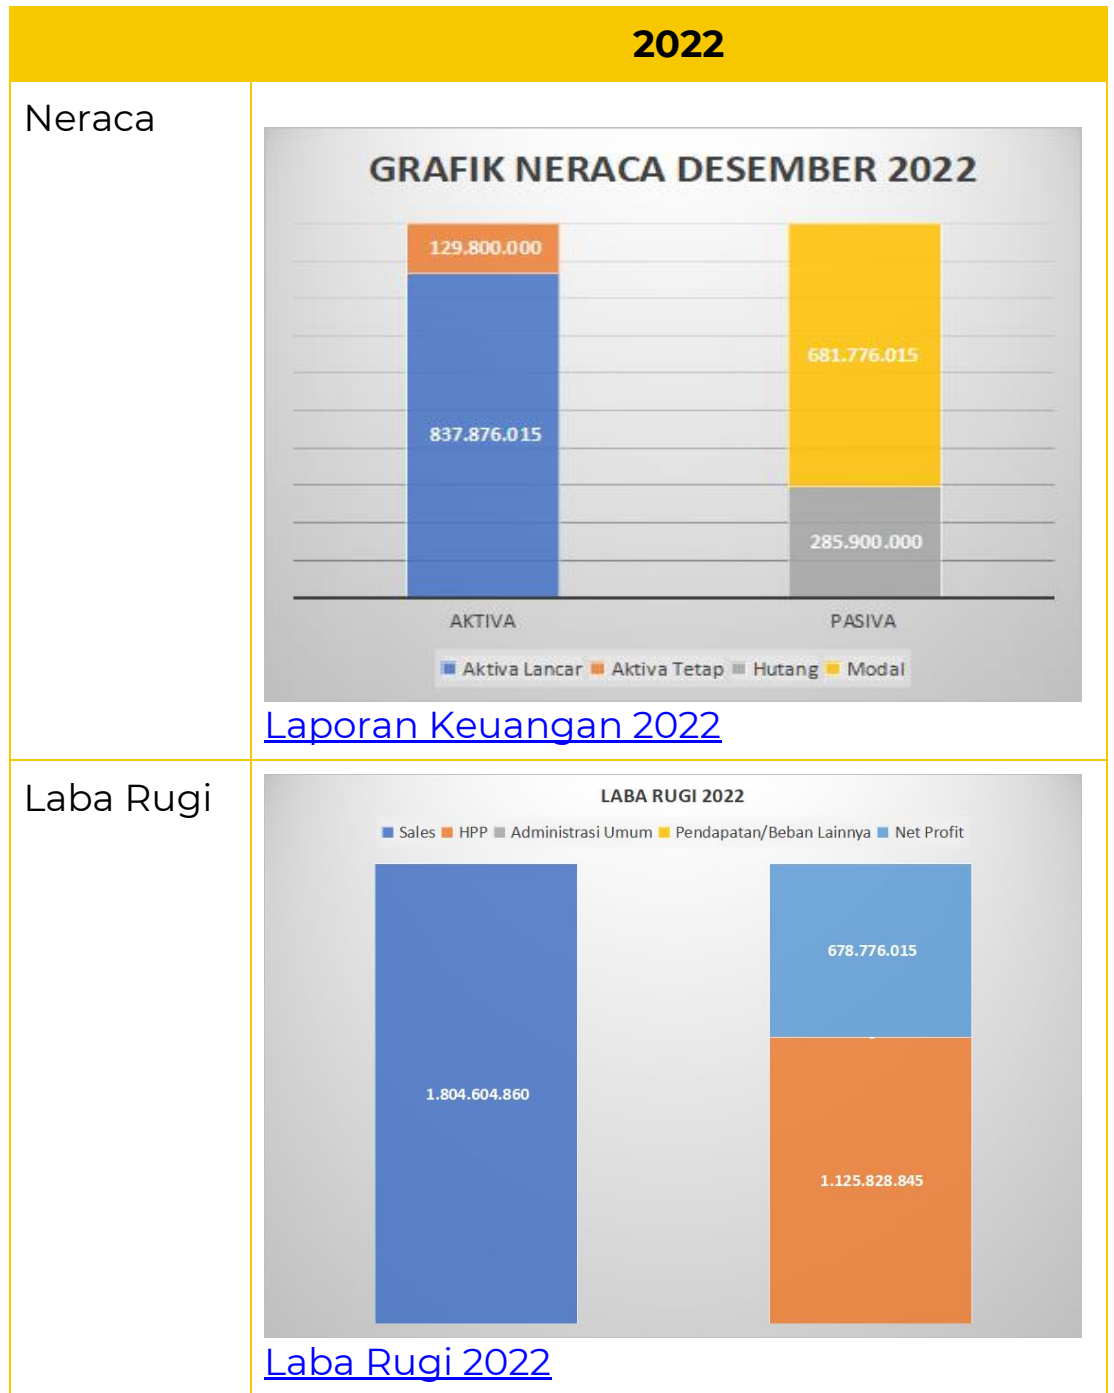 2022
Neraca
GRAFIK NERACA DESEMBER 2022
129.800.000
681.776.015
837.876.015
285.900.000
AKTIVA PASIVA
Aktiva Lancar Aktiva Tetap Hutang Modal
Laporan Keuangan 2022
Laba Rugi
LABA RUGI 2022
Sales HPP Administrasi Umum Pendapatan/Beban Lainnya Net Profit
678.776.015
1.804.604.860
1.125.828.845
Laba Rugi 2022